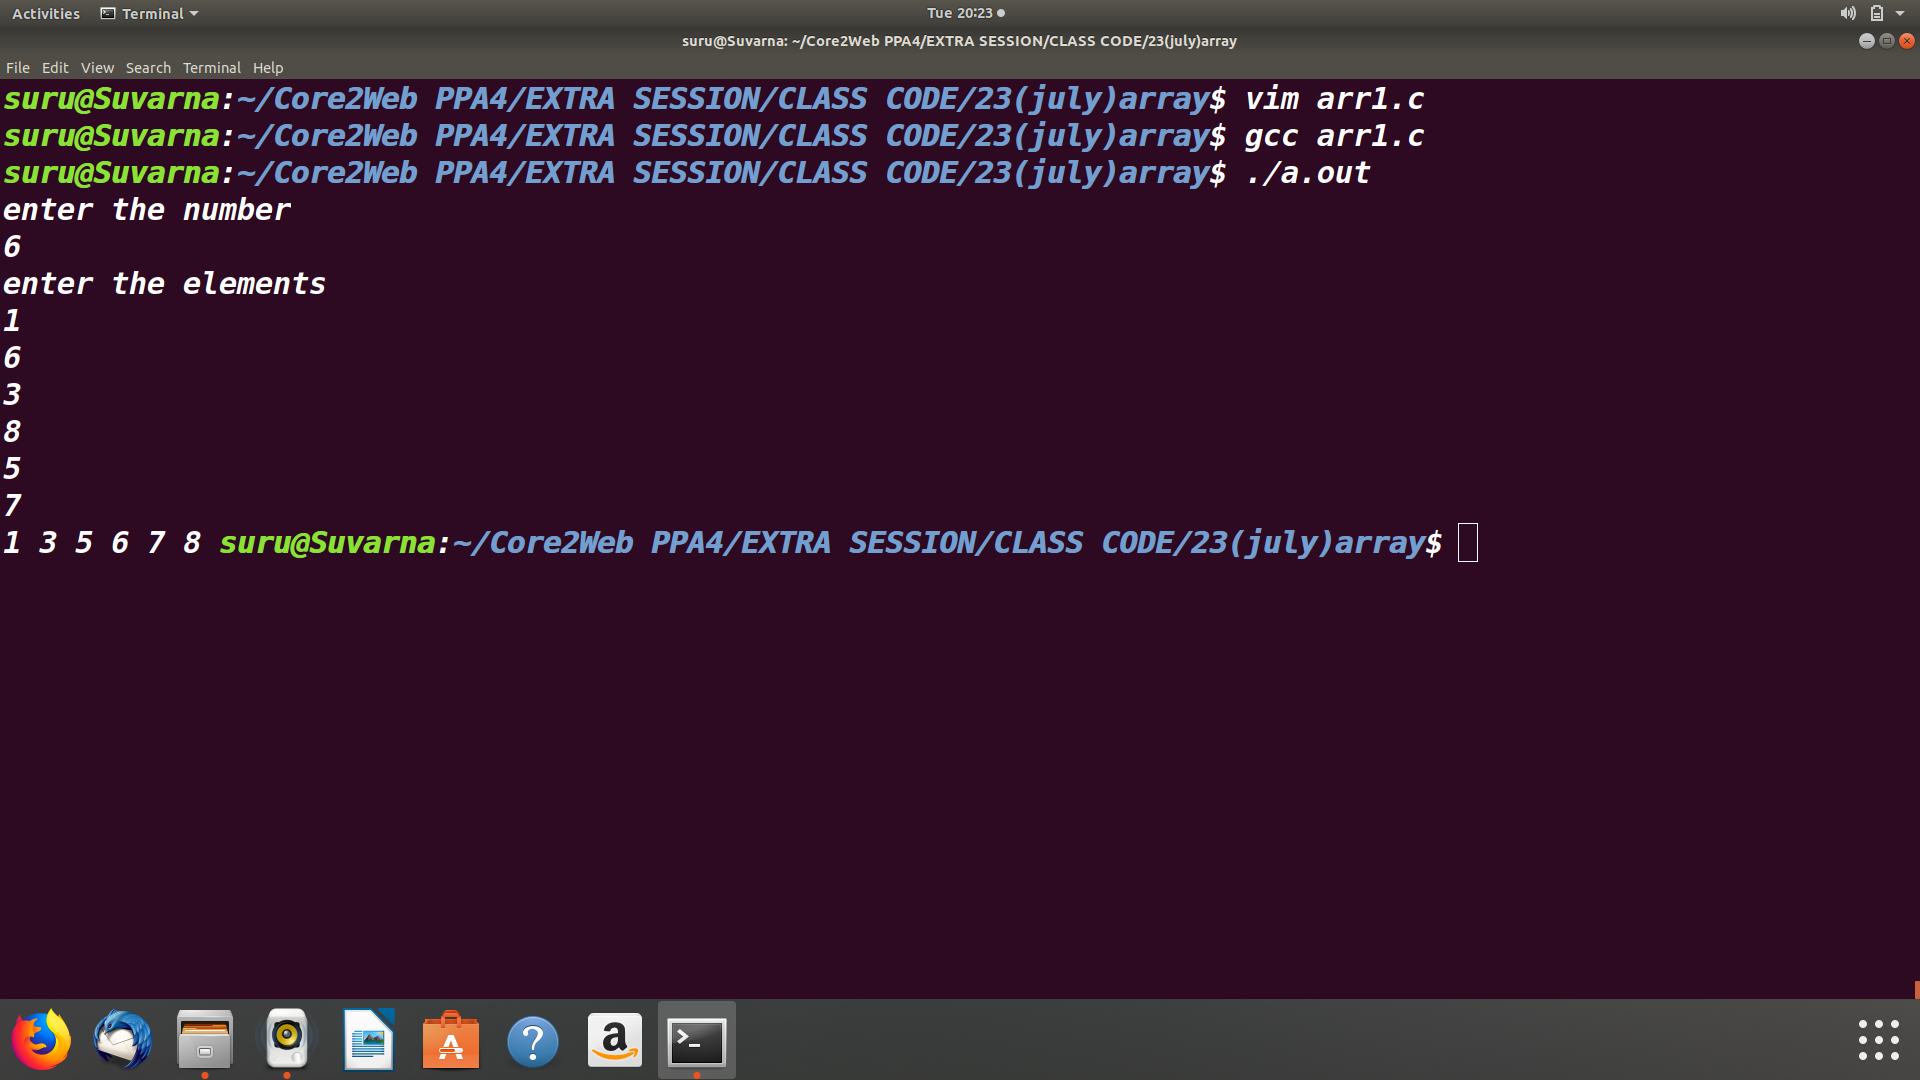 Activities Terminal Tue 20:23
suru@Suvarna: ~/Core2Web PPA4/EXTRA SESSION/CLASS CODE/23(july)array
File Edit View Search Terminal Help
suru@Suvarna:~/Core2Web PPA4/EXTRA SESSION/CLASS CODE/23(july)array$ vim arr1.c
suru@Suvarna:~/Core2Web PPA4/EXTRA SESSION/CLASS CODE/23(july)array$ gcc arr1.c
suru@Suvarna:~/Core2Web PPA4/EXTRA SESSION/CLASS CODE/23(july)array$ ./a.out
enter the number
6
enter the elements
1
6
3
8
5
7
1 3 5 6 7 8 suru@Suvarna:~/Core2Web PPA4/EXTRA SESSION/CLASS CODE/23(july)array$